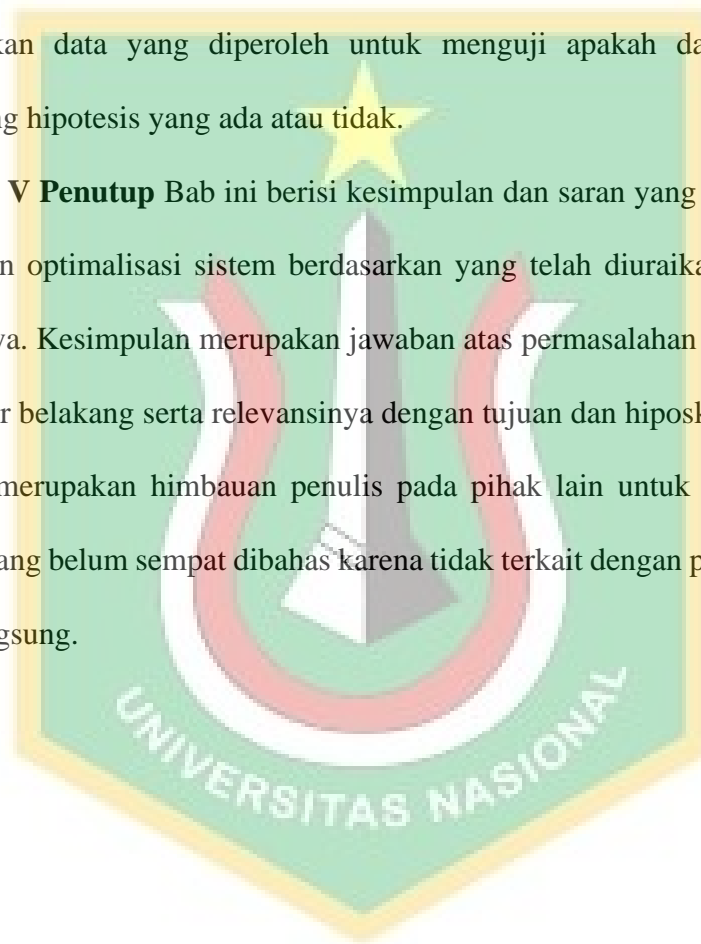 kan data yang diperoleh untuk menguji apakah da
ng hipotesis yang ada atau tidak.
V Penutup Bab ini berisi kesimpulan dan saran yang
n optimalisasi sistem berdasarkan yang telah diuraika
ya. Kesimpulan merupakan jawaban atas permasalahan
r belakang serta relevansinya dengan tujuan dan hiposk
merupakan himbauan penulis pada pihak lain untuk
ang belum sempat dibahas karena tidak terkait dengan p
gsung.
UNIVERSITAS NASIONAL